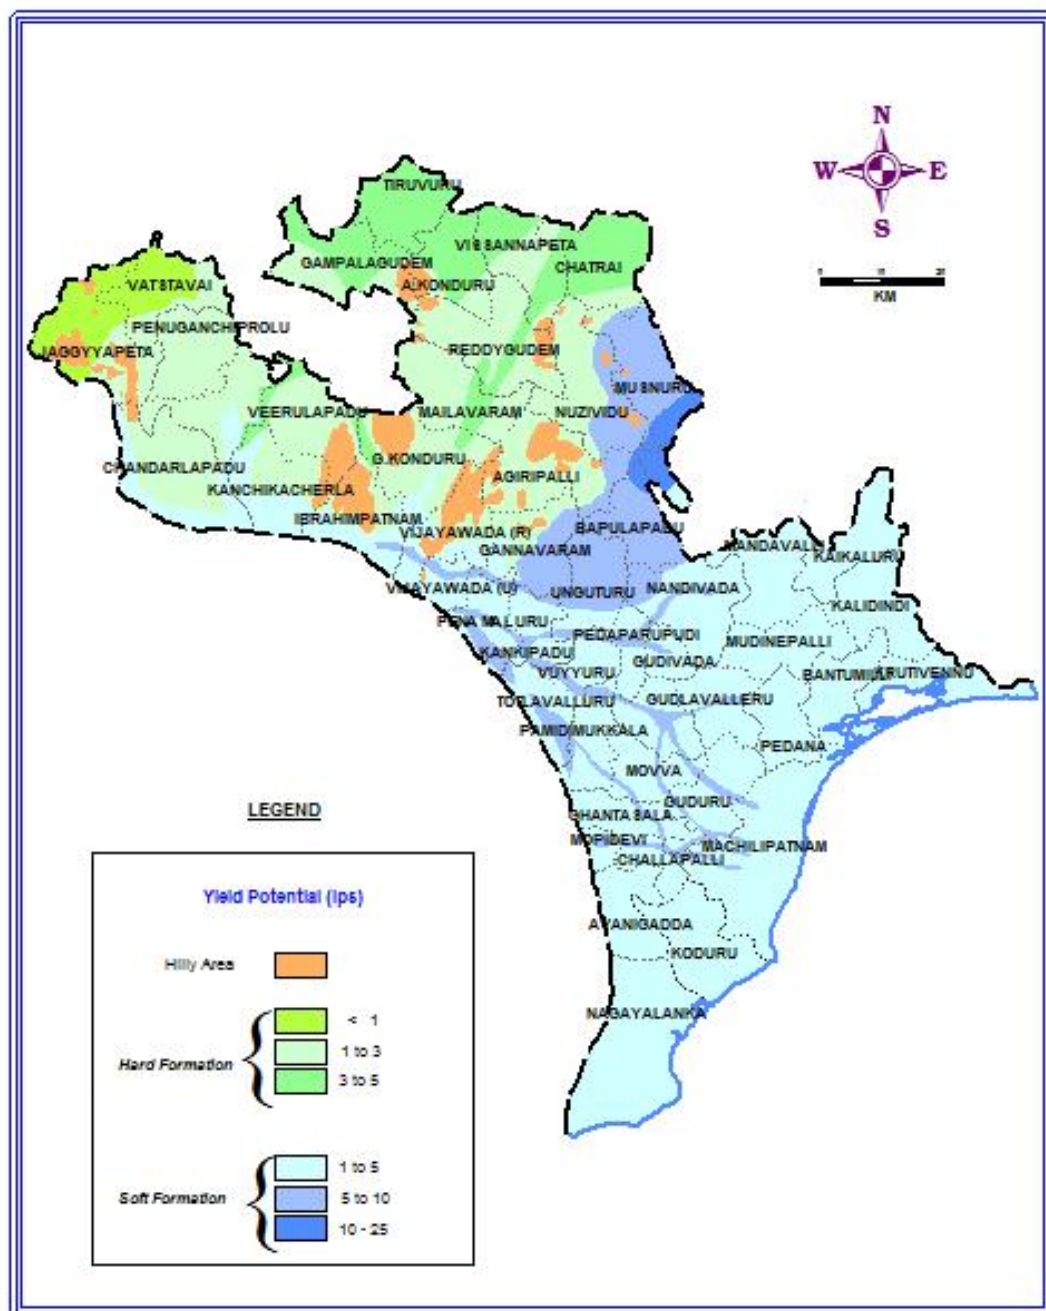 N
W E
S
KM
TIRUVURU
VISSANNAPETA
GAMPALAGUDEM
CHATRAI
A.KONDURU
VATSTAVAI
PENUGANCHIPROLU
JAGGYYAPETA
REDDYGUDEM
MUSNURU
VEERULAPADU
MAILAVARAM
NUZIVIDU
G.KONDURU
CHANDARLAPADU
AGIRIPALLI
KANCHIKACHERLA
IBRAHIMPATNAM
VIJAYAWADA (R)
BAPULAPADU
GANNAVARAM
MANDAVALLI
KAIKALURU
VIJAYAWADA (U)
UNGUTURU
NANDIVADA
KALIDINDI
PENAMALURU
PEDAPARUPUDI
MUDINEPALLI
KANKIPADU
GUDIVADA
VUYYURU
BANTUMILLI
KRUTIVENNU
TOTLAVALLURU
GUDLAVALLERU
PAMIDIMUKKALA
PEDANA
MOVVA
GUDURU
GHANTASALA
MOPIDEVI
MACHILIPATNAM
CHALLAPALLI
AVANIGADDA
KODURU
NAGAYALANKA
LEGEND
Yield Potential (lps)
Hilly Area
Hard Formation
< 1
1 to 3
3 to 5
Soft Formation
1 to 5
5 to 10
10 - 25